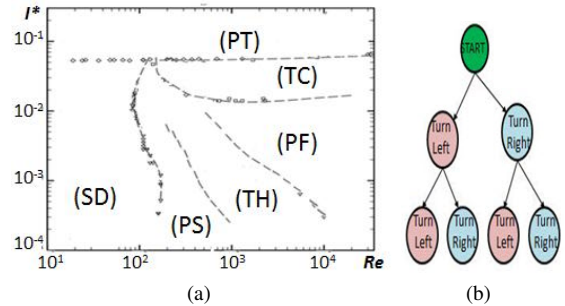 I*
(PT)
10⁻¹
(TC)
10⁻²
(PF)
10⁻³
(SD)
(TH)
(PS)
10⁻⁴
10¹ 10² 10³ 10⁴ Re
(a)
START
Turn Left
Turn Right
Turn Left
Turn Right
Turn Left
Turn Right
(b)